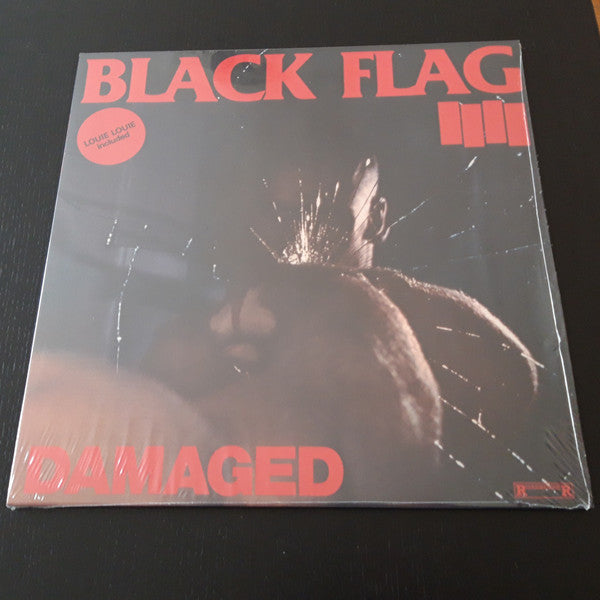 BLACK FLAG
LOUIE LOUIE
included
DAMAGED
R R